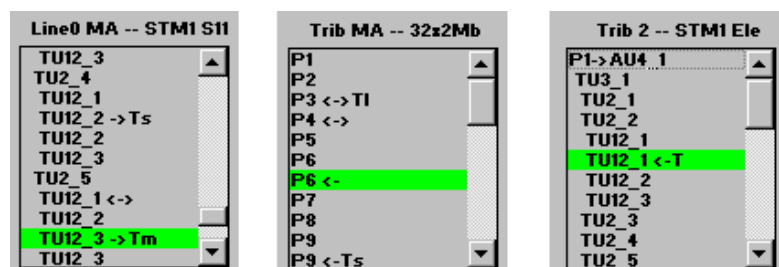 Line0 MA -- STM1 S11
TU12_3
TU2_4
TU12_1
TU12_2 ->Ts
TU12_2
TU12_3
TU2_5
TU12_1 <->
TU12_2
TU12_3 ->Tm
TU12_3
Trib MA -- 32x2Mb
P1
P2
P3 <->Tl
P4 <->
P5
P6
P6 <-
P7
P8
P9
P9 <-Ts
Trib 2 -- STM1 Ele
P1->AU4_1
TU3_1
TU2_1
TU2_2
TU12_1
TU12_1 <-T
TU12_2
TU12_3
TU2_3
TU2_4
TU2_5